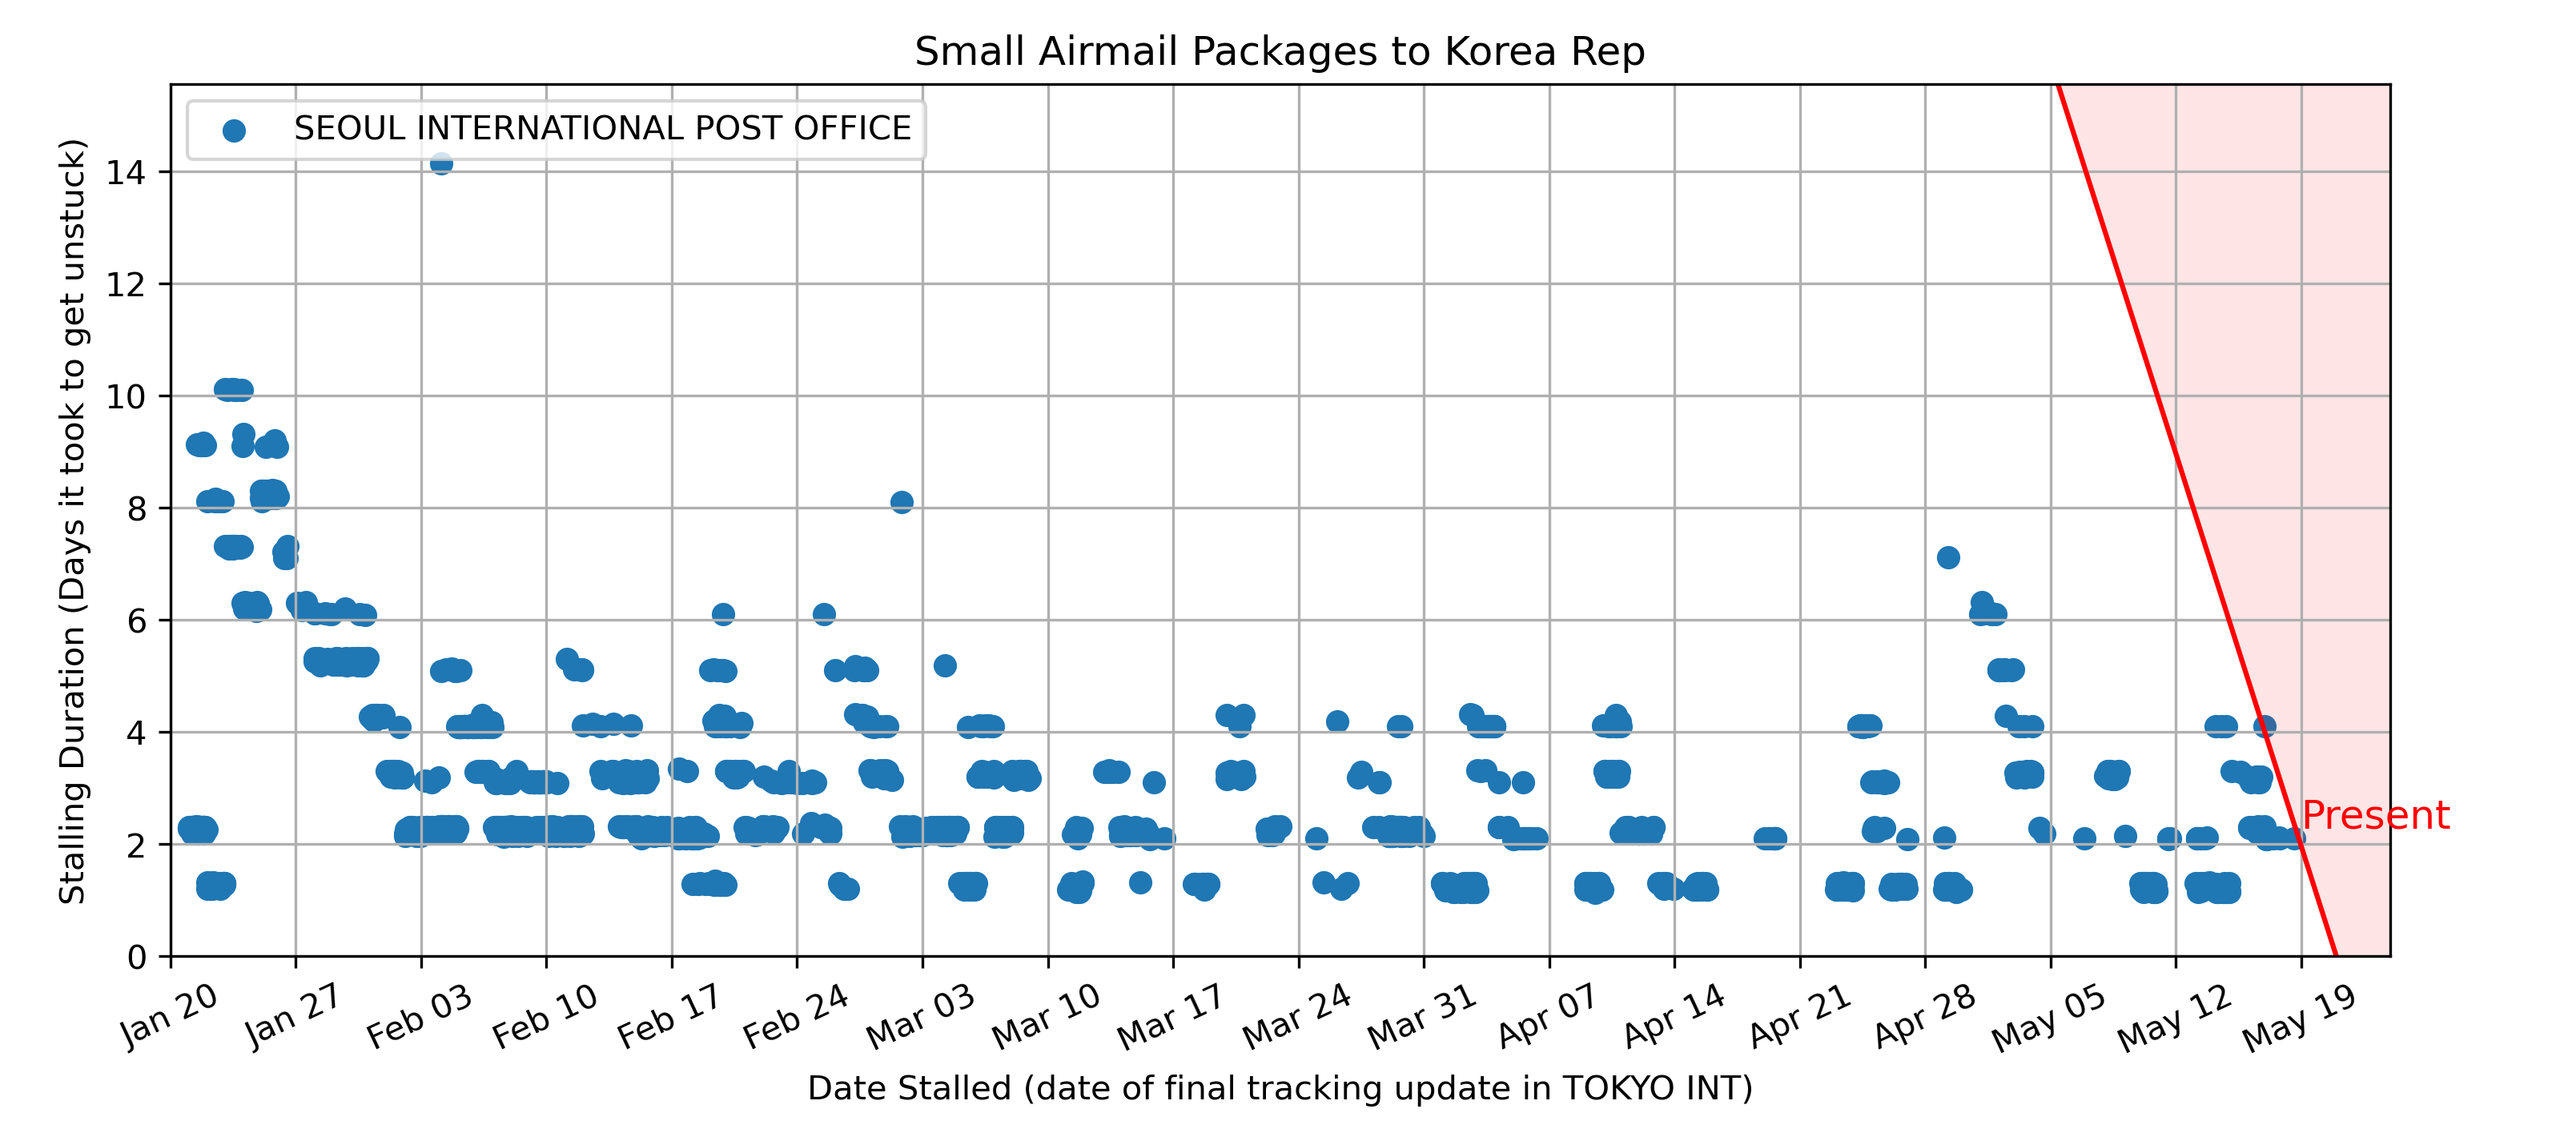 Small Airmail Packages to Korea Rep
SEOUL INTERNATIONAL POST OFFICE
Stalling Duration (Days it took to get unstuck)
14
12
10
8
6
4
2
0
Present
Jan 20
Jan 27
Feb 03
Feb 10
Feb 17
Feb 24
Mar 03
Mar 10
Mar 17
Mar 24
Mar 31
Apr 07
Apr 14
Apr 21
Apr 28
May 05
May 12
May 19
Date Stalled (date of final tracking update in TOKYO INT)